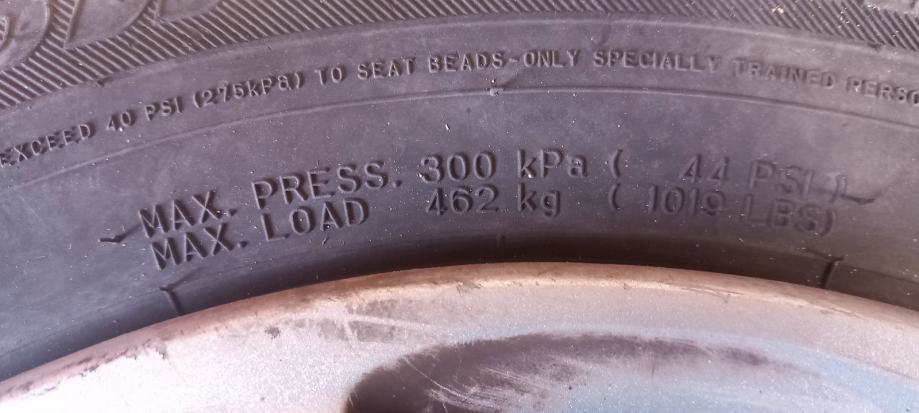 EXCEED 40 PSI (275kPa) TO SEAT BEADS-ONLY SPECIALLY TRAINED
MAX. PRESS. 300 kPa ( 44 PSI )
MAX. LOAD 462 kg ( 1019 LBS)